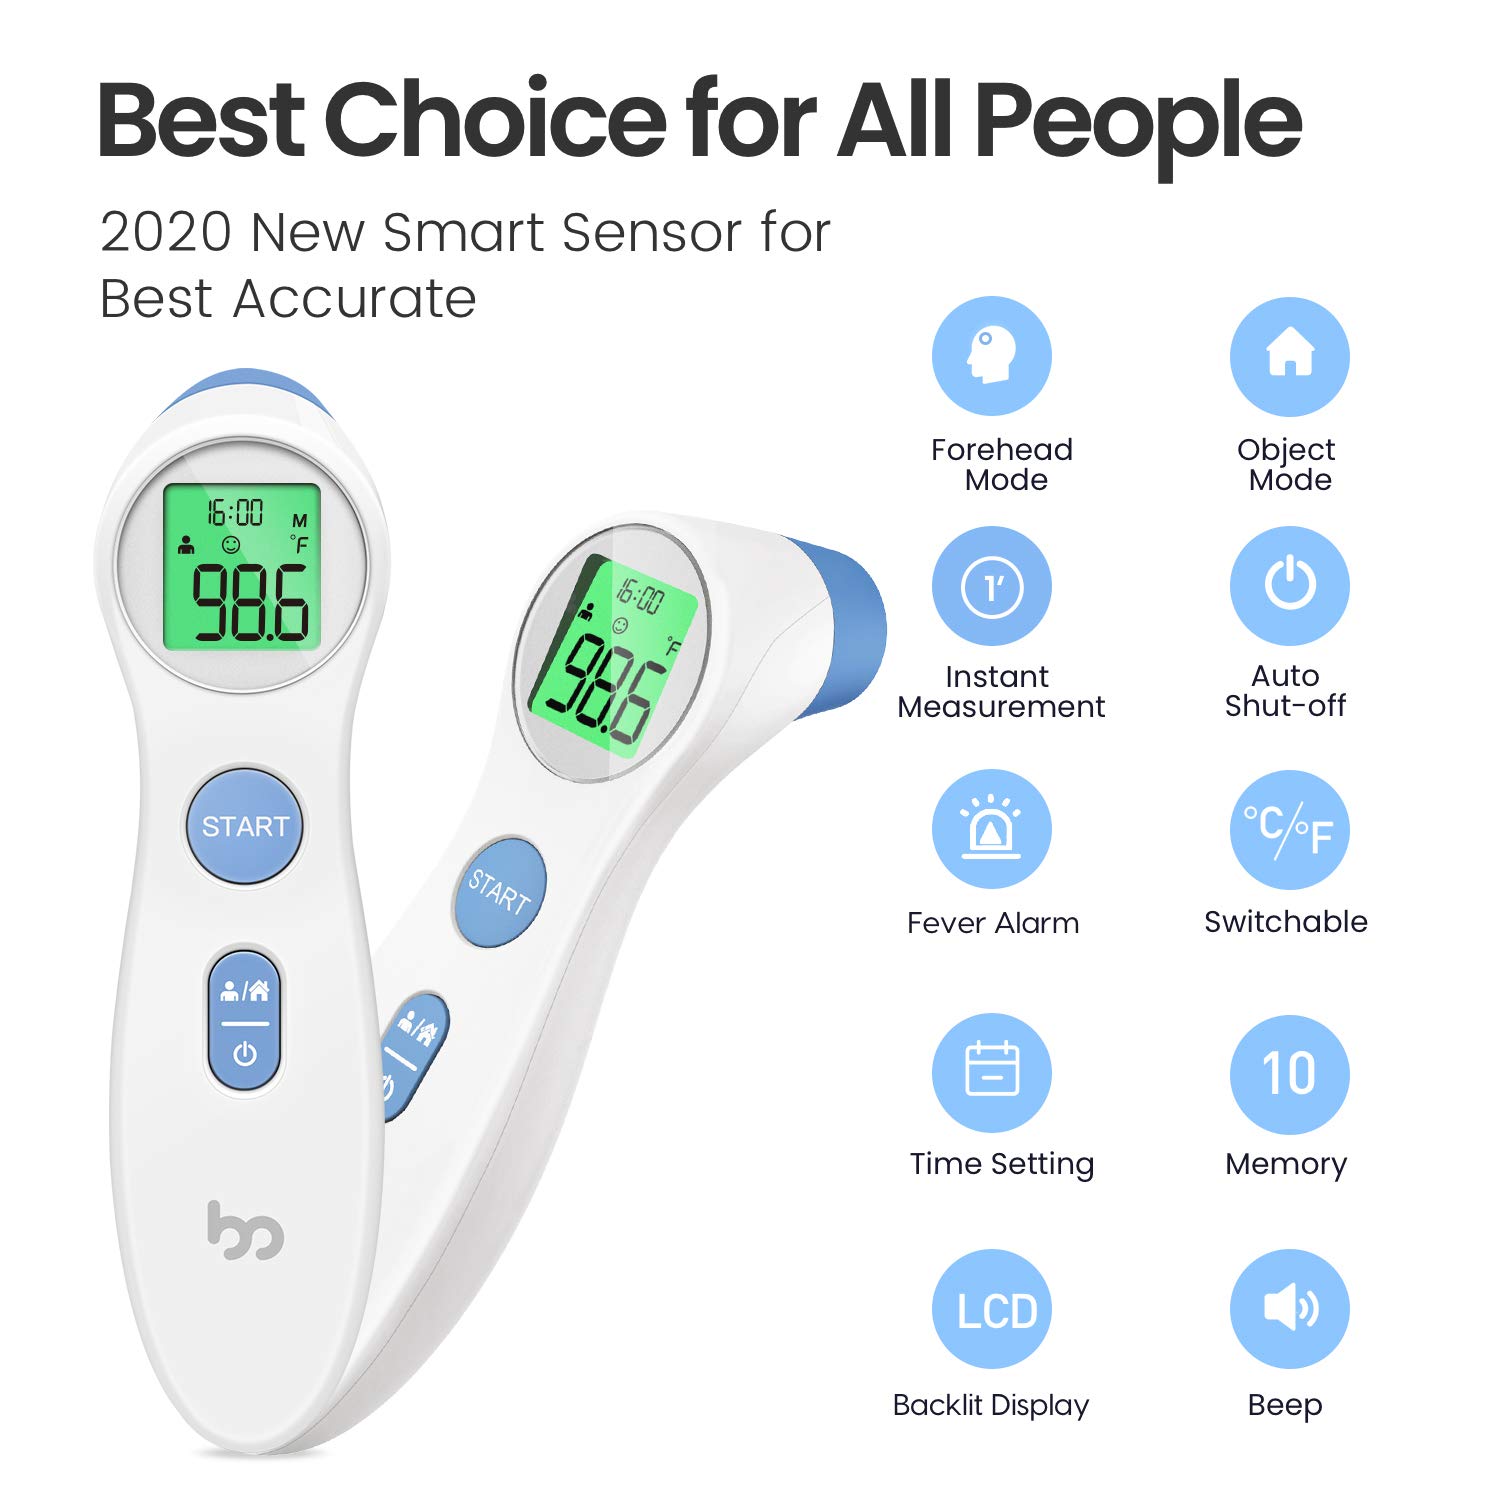 Best Choice for All People
2020 New Smart Sensor for
Best Accurate
16:00
M
°F
98.6
START
16:00
°F
98.6
START
Forehead
Mode
Object
Mode
1’
Instant
Measurement
Auto
Shut-off
Fever Alarm
°C/°F
Switchable
Time Setting
10
Memory
LCD
Backlit Display
Beep